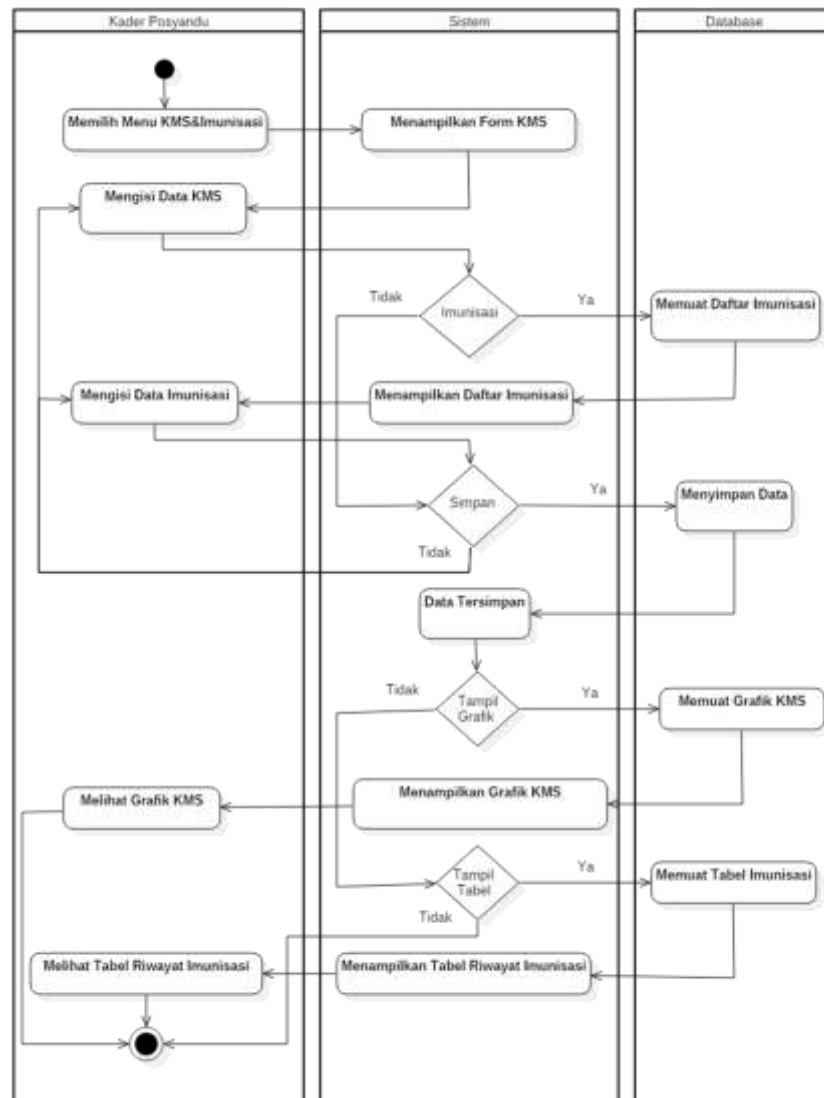 Kader Posyandu
Sistem
Database
Memilih Menu KMS&Imunisasi
Menampilkan Form KMS
Mengisi Data KMS
Tidak
Imunisasi
Ya
Memuat Daftar Imunisasi
Mengisi Data Imunisasi
Menampilkan Daftar Imunisasi
Simpan
Ya
Menyimpan Data
Tidak
Data Tersimpan
Tidak
Tampil
Grafik
Ya
Memuat Grafik KMS
Melihat Grafik KMS
Menampilkan Grafik KMS
Tampil
Tabel
Ya
Memuat Tabel Imunisasi
Tidak
Melihat Tabel Riwayat Imunisasi
Menampilkan Tabel Riwayat Imunisasi